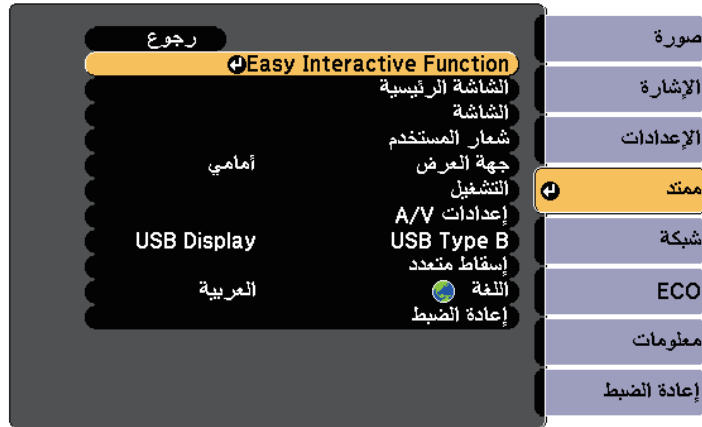 صورة
الإشارة
الإعدادات
ممتد
شبكة
ECO
معلومات
إعادة الضبط
رجوع
Easy Interactive Function
الشاشة الرئيسية
الشاشة
شعار المستخدم
جهة العرض أمامي
التشغيل
إعدادات A/V
USB Type B USB Display
إسقاط متعدد
اللغة العربية
إعادة الضبط